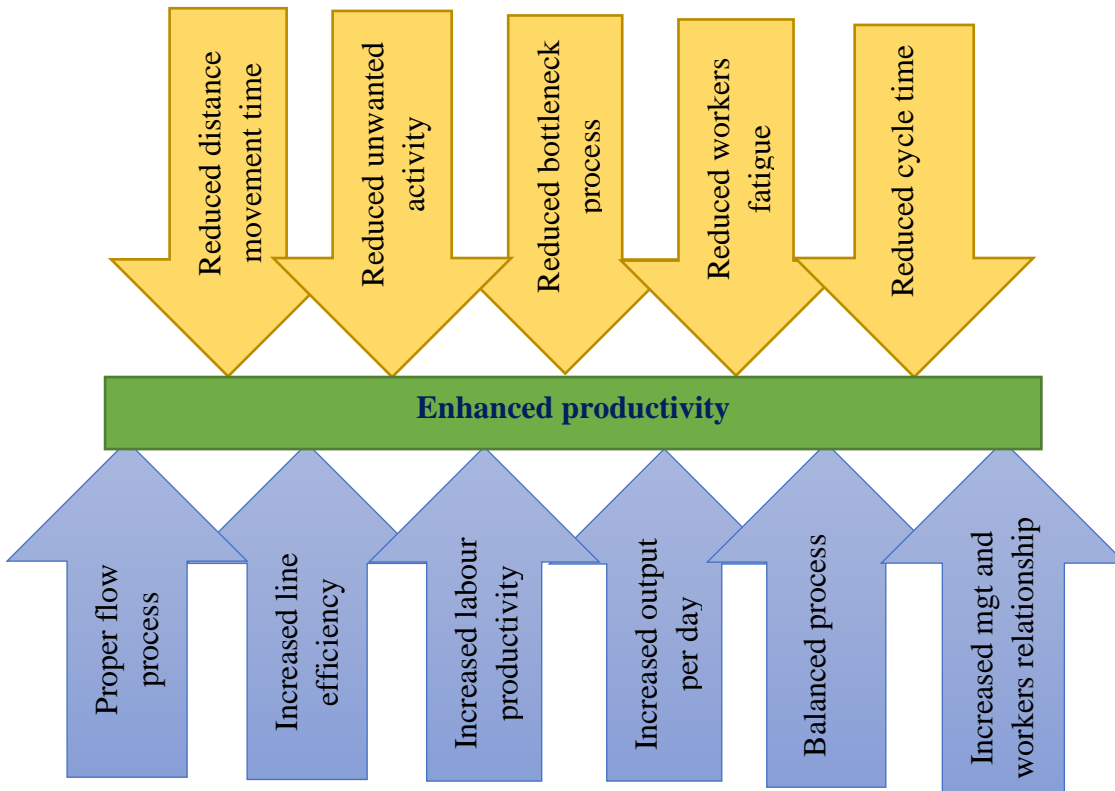 Reduced distance
movement time
Reduced unwanted
activity
Reduced bottleneck
process
Reduced workers
fatigue
Reduced cycle time
Enhanced productivity
Proper flow
process
Increased line
efficiency
Increased labour
productivity
Increased output
per day
Balanced process
Increased mgt and
workers relationship